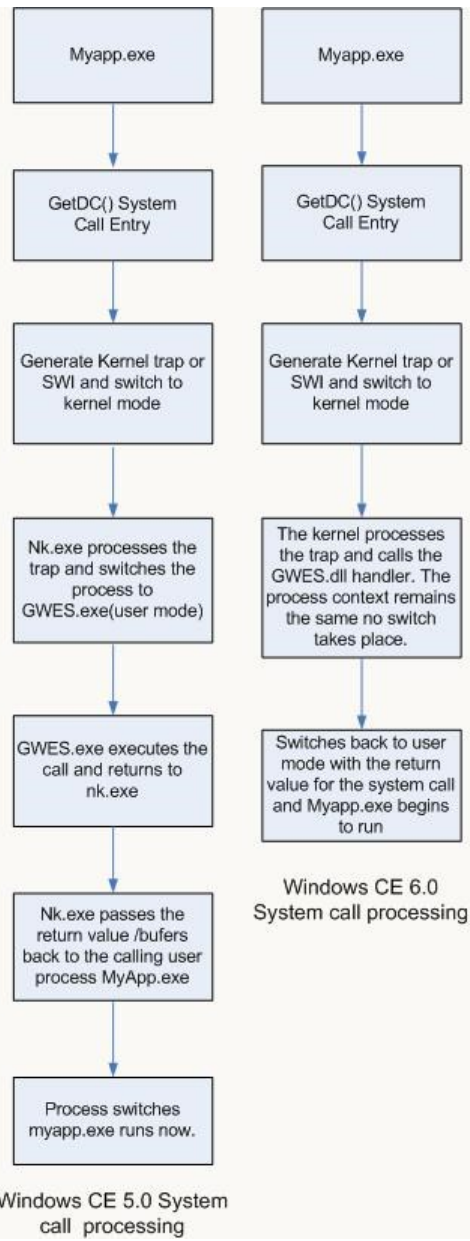 Myapp.exe
GetDC() System
Call Entry
Generate Kernel trap or
SWI and switch to
kernel mode
Nk.exe processes the
trap and switches the
process to
GWES.exe(user mode)
GWES.exe executes the
call and returns to
nk.exe
Nk.exe passes the
return value /bufers
back to the calling user
process MyApp.exe
Process switches
myapp.exe runs now.
Windows CE 5.0 System
call processing
Myapp.exe
GetDC() System
Call Entry
Generate Kernel trap or
SWI and switch to
kernel mode
The kernel processes
the trap and calls the
GWES.dll handler. The
process context remains
the same no switch
takes place.
Switches back to user
mode with the return
value for the system call
and Myapp.exe begins
to run
Windows CE 6.0
System call processing